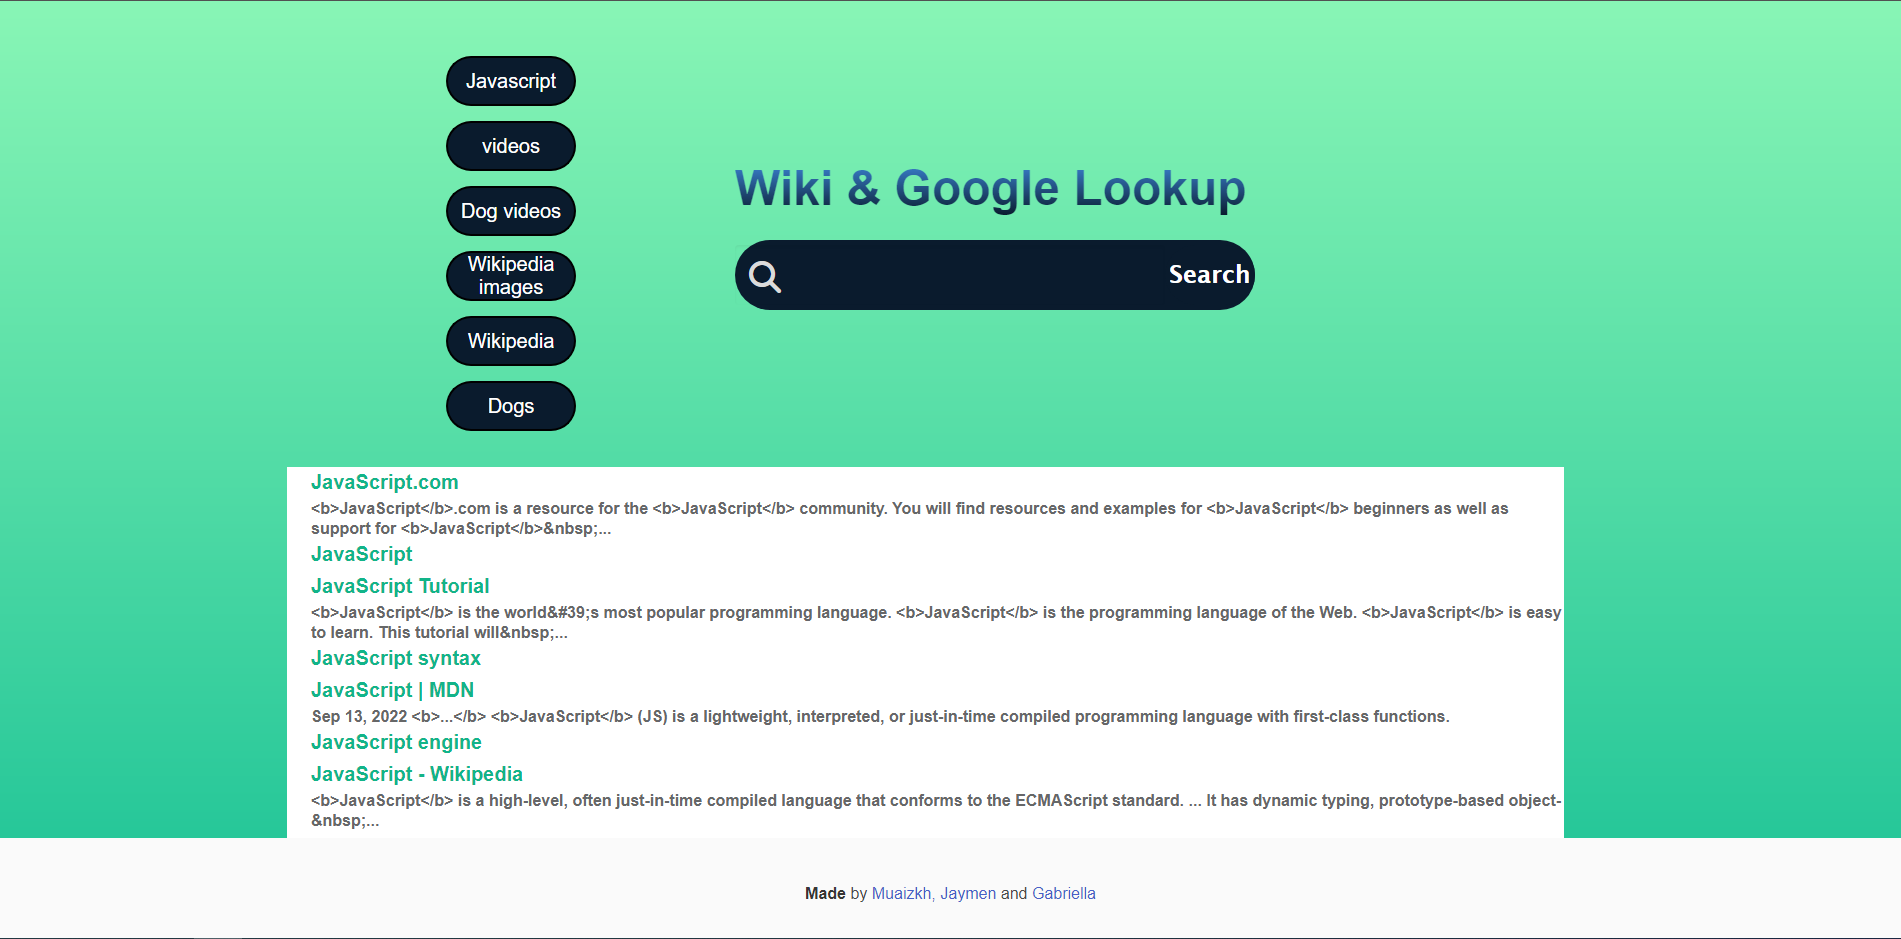 Javascript
videos
Dog videos
Wikipedia
images
Wikipedia
Dogs
Wiki & Google Lookup
Search
JavaScript.com
<b>JavaScript</b>.com is a resource for the <b>JavaScript</b> community. You will find resources and examples for <b>JavaScript</b> beginners as well as
support for <b>JavaScript</b>&nbsp;...
JavaScript
JavaScript Tutorial
<b>JavaScript</b> is the world&#39;s most popular programming language. <b>JavaScript</b> is the programming language of the Web. <b>JavaScript</b> is easy
to learn. This tutorial will&nbsp;...
JavaScript syntax
JavaScript | MDN
Sep 13, 2022 <b>...</b> <b>JavaScript</b> (JS) is a lightweight, interpreted, or just-in-time compiled programming language with first-class functions.
JavaScript engine
JavaScript - Wikipedia
<b>JavaScript</b> is a high-level, often just-in-time compiled language that conforms to the ECMAScript standard. ... It has dynamic typing, prototype-based object-
&nbsp;...
Made by Muaizkh, Jaymen and Gabriella